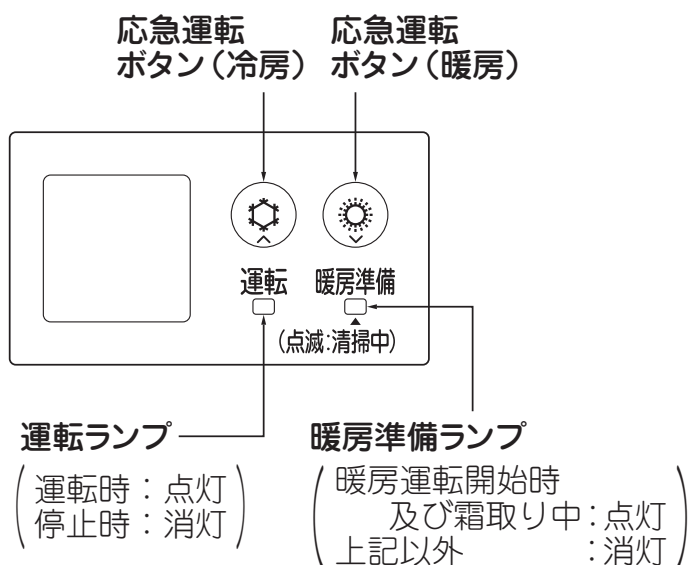 応急運転
ボタン(冷房)
応急運転
ボタン(暖房)
運転
暖房準備
(点滅:清掃中)
運転ランプ
(運転時:点灯
停止時:消灯)
暖房準備ランプ
(暖房運転開始時
及び霜取り中:点灯
上記以外 :消灯)